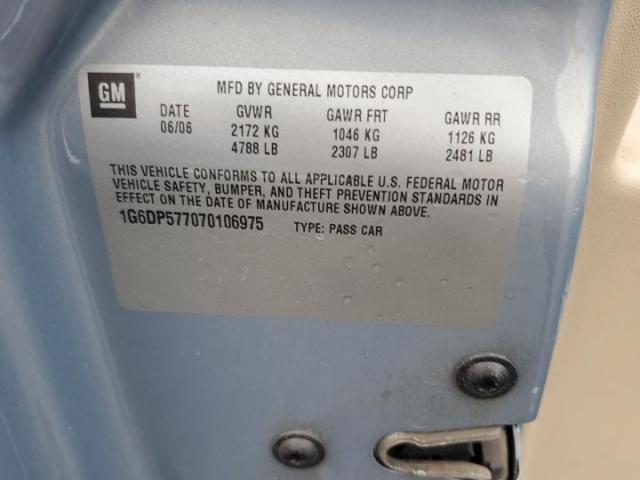 GM
MFD BY GENERAL MOTORS CORP
DATE GVWR GAWR FRT GAWR RR
06/06 2172 KG 1046 KG 1126 KG
4788 LB 2307 LB 2481 LB
THIS VEHICLE CONFORMS TO ALL APPLICABLE U.S. FEDERAL MOTOR
VEHICLE SAFETY, BUMPER, AND THEFT PREVENTION STANDARDS IN
EFFECT ON THE DATE OF MANUFACTURE SHOWN ABOVE.
1G6DP577070106975 TYPE: PASS CAR